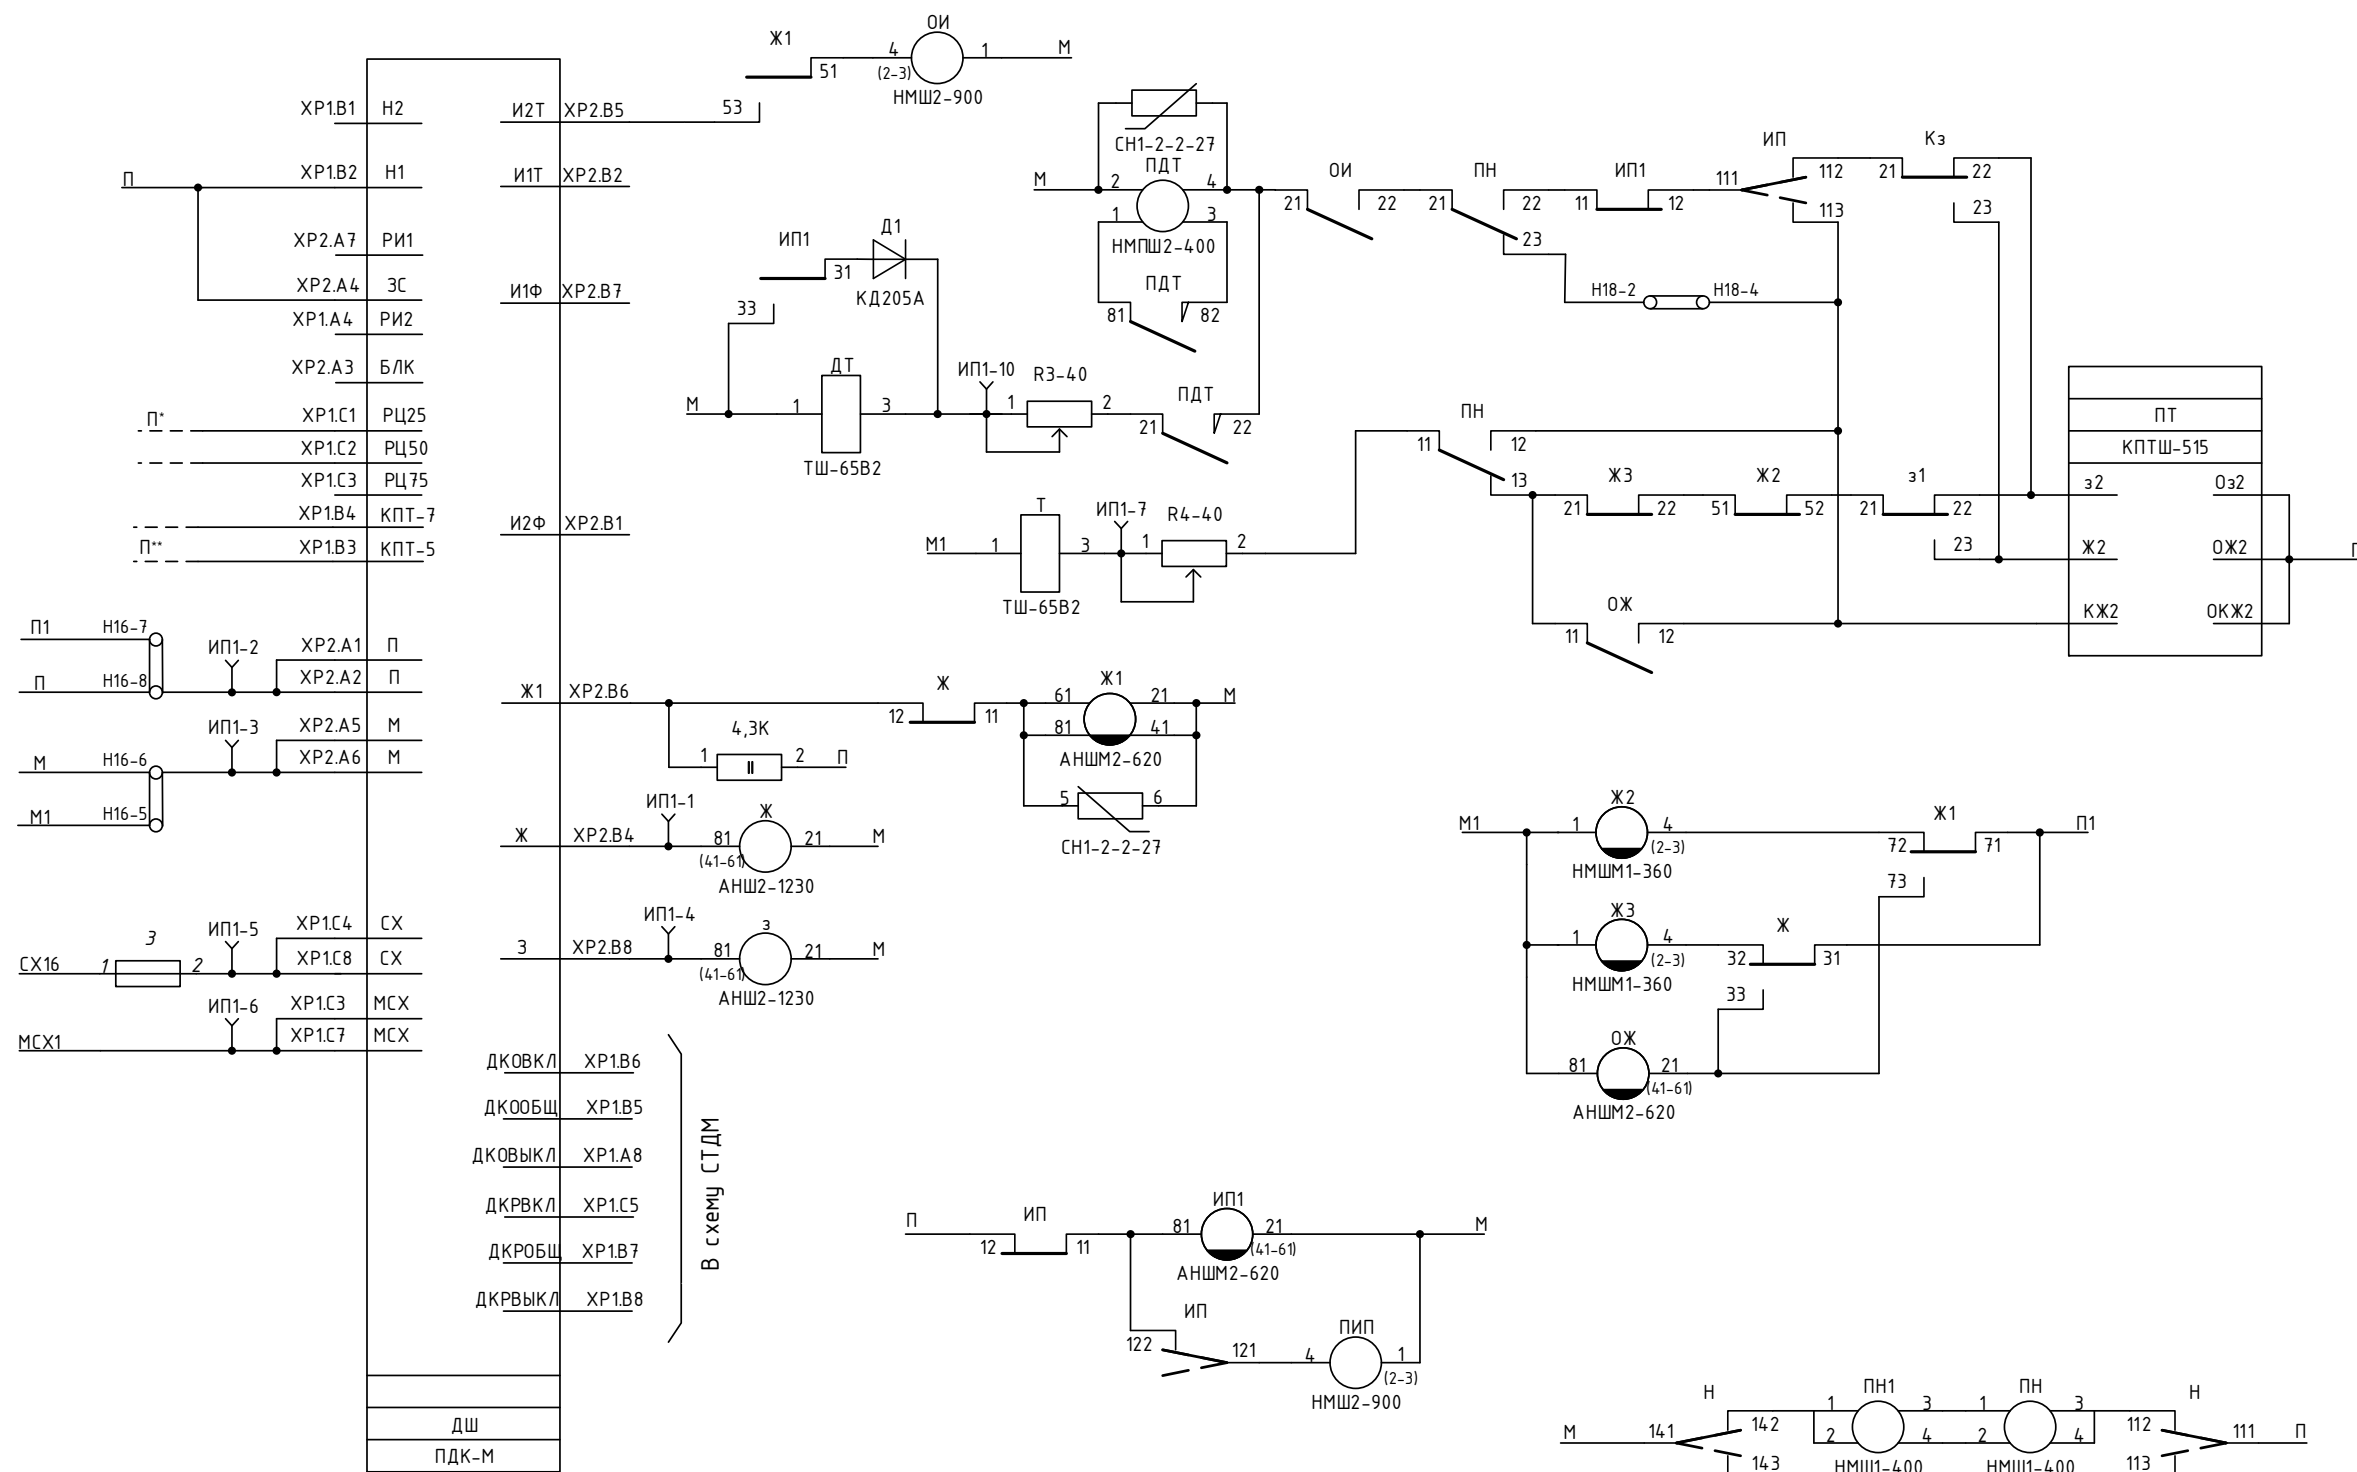 Ж1
51
4
(2-3)
ОИ
1
М
НМШ2-900
ХР1.В1 Н2
И2Т ХР2.В5
53
П
ХР1.В2 Н1
И1Т ХР2.В2
ХР2.А7 РИ1
ХР2.А4 ЗС
И1Ф ХР2.В7
ХР1.А4 РИ2
ХР2.А3 БЛК
П*
ХР1.С1 РЦ25
ХР1.С2 РЦ50
ХР1.С3 РЦ75
ХР1.В4 КПТ-7
И2Ф ХР2.В1
П**
ХР1.В3 КПТ-5
П1
Н16-7
ИП1-2
ХР2.А1 П
П
Н16-8
ХР2.А2 П
ИП1-3
ХР2.А5 М
М
Н16-6
ХР2.А6 М
М1
Н16-5
3
ИП1-5
ХР1.С4 СХ
СХ16
1 2
ХР1.С8 СХ
ИП1-6
ХР1.С3 МСХ
МСХ1
ХР1.С7 МСХ
Ж1 ХР2.В6
Ж ХР2.В4
З ХР2.В8
ДКОВКЛ ХР1.В6
ДКООБЩ ХР1.В5
ДКОВЫКЛ ХР1.А8
ДКРВКЛ ХР1.С5
ДКРОБЩ ХР1.В7
ДКРВЫКЛ ХР1.В8
В схему СТДМ
ДШ
ПДК-М
СН1-2-2-27
ПДТ
М
2 4
1 3
НМПШ2-400
ПДТ
81 82
ИП1
31
33
Д1
КД205А
М
1
ДТ
3
ТШ-65В2
ИП1-10
R3-40
1 2
ПДТ
21 22
ОИ
21 22
ПН
21 22
23
ИП1
11 12
ИП
111
112
113
Кз
21 22
23
Н18-2 Н18-4
М1
1
Т
3
ТШ-65В2
ИП1-7
R4-40
1 2
ПН
11 12
13
Ж3
21 22
Ж2
51 52
з1
21 22
23
ОЖ
11 12
ПТ
КПТШ-515
з2 Оз2
Ж2 ОЖ2
КЖ2 ОКЖ2
4,3К
1 2
П
Ж
12 11
Ж1
61 21
М
81 41
АНШМ2-620
5 6
СН1-2-2-27
ИП1-1
Ж
81
(41-61)
21
М
АНШ2-1230
ИП1-4
з
81
(41-61)
21
М
АНШ2-1230
М1
Ж2
1 4
(2-3)
НМШМ1-360
Ж1
72 71
73
П1
Ж3
1 4
(2-3)
НМШМ1-360
Ж
32 31
33
ОЖ
81 21
(41-61)
АНШМ2-620
П
ИП
12 11
ИП1
81 21
(41-61)
АНШМ2-620
М
ИП
122 121
ПИП
4 1
(2-3)
НМШ2-900
М
Н
141
142
143
ПН1
1 3
2 4
НМШ1-400
ПН
1 3
2 4
НМШ1-400
Н
112
113
111
П